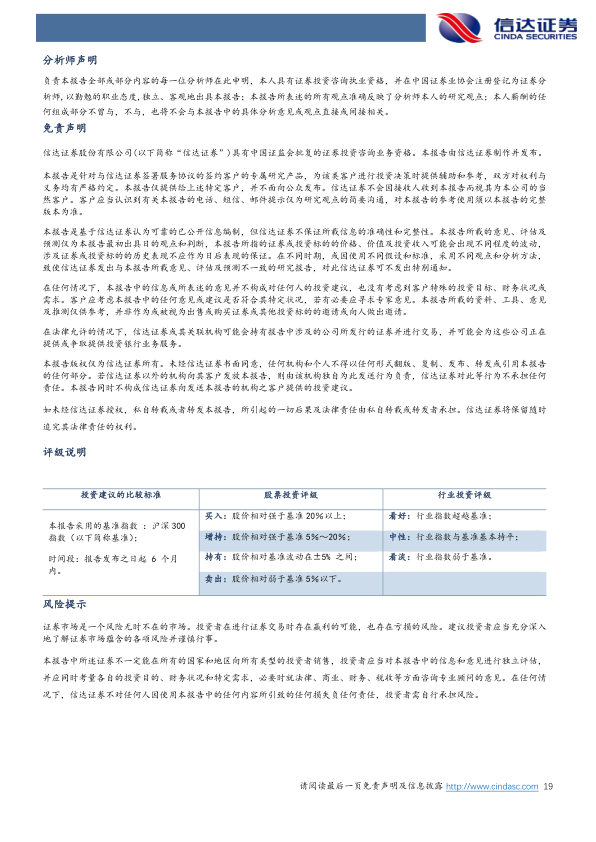 信达证券
CINDA SECURITIES
分析师声明
负责本报告全部或部分内容的每一位分析师在此申明，本人具有证券投资咨询执业资格，并在中国证券业协会注册登记为证券分
析师，以勤勉的职业态度，独立、客观地出具本报告；本报告所表述的所有观点准确反映了分析师本人的研究观点；本人薪酬的任
何组成部分不曾与，不与，也将不会与本报告中的具体分析意见或观点直接或间接相关。
免责声明
信达证券股份有限公司(以下简称“信达证券”)具有中国证监会批复的证券投资咨询业务资格。本报告由信达证券制作并发布。
本报告是针对与信达证券签署服务协议的签约客户的专属研究产品，为该类客户进行投资决策时提供辅助和参考，双方对权利与
义务均有严格约定。本报告仅提供给上述特定客户，并不面向公众发布。信达证券不会因接收人收到本报告而视其为本公司的当
然客户。客户应当认识到有关本报告的电话、短信、邮件提示仅为研究观点的简要沟通，对本报告的参考使用须以本报告的完整
版本为准。
本报告是基于信达证券认为可靠的已公开信息编制，但信达证券不保证所载信息的准确性和完整性。本报告所载的意见、评估及
预测仅为本报告最初出具日的观点和判断，本报告所指的证券或投资标的的价格、价值及投资收入可能会出现不同程度的波动，
涉及证券或投资标的的历史表现不应作为日后表现的保证。在不同时期，或因使用不同假设和标准，采用不同观点和分析方法，
致使信达证券发出与本报告所载意见、评估及预测不一致的研究报告，对此信达证券可不发出特别通知。
在任何情况下，本报告中的信息或所表述的意见并不构成对任何人的投资建议，也没有考虑到客户特殊的投资目标、财务状况或
需求。客户应考虑本报告中的任何意见或建议是否符合其特定状况，若有必要应寻求专家意见。本报告所载的资料、工具、意见
及推测仅供参考，并非作为或被视为出售或购买证券或其他投资标的的邀请或向人做出邀请。
在法律允许的情况下，信达证券或其关联机构可能会持有报告中涉及的公司所发行的证券并进行交易，并可能会为这些公司正在
提供或争取提供投资银行业务服务。
本报告版权仅为信达证券所有。未经信达证券书面同意，任何机构和个人不得以任何形式翻版、复制、发布、转发或引用本报告
的任何部分。若信达证券以外的机构向其客户发放本报告，则由该机构独自为此发送行为负责，信达证券对此等行为不承担任何
责任。本报告同时不构成信达证券向发送本报告的机构之客户提供的投资建议。
如未经信达证券授权，私自转载或者转发本报告，所引起的一切后果及法律责任由私自转载或转发者承担。信达证券将保留随时
追究其法律责任的权利。
评级说明
投资建议的比较标准 股票投资评级 行业投资评级
本报告采用的基准指数 ：沪深 300
指数（以下简称基准）；
时间段：报告发布之日起 6 个月
内。
买入：股价相对强于基准 20％以上；
增持：股价相对强于基准 5％～20％；
持有：股价相对基准波动在±5% 之间；
卖出：股价相对弱于基准 5％以下。
看好：行业指数超越基准；
中性：行业指数与基准基本持平；
看淡：行业指数弱于基准。
风险提示
证券市场是一个风险无时不在的市场。投资者在进行证券交易时存在赢利的可能，也存在亏损的风险。建议投资者应当充分深入
地了解证券市场蕴含的各项风险并谨慎行事。
本报告中所述证券不一定能在所有的国家和地区向所有类型的投资者销售，投资者应当对本报告中的信息和意见进行独立评估，
并应同时考量各自的投资目的、财务状况和特定需求，必要时就法律、商业、财务、税收等方面咨询专业顾问的意见。在任何情
况下，信达证券不对任何人因使用本报告中的任何内容所引致的任何损失负任何责任，投资者需自行承担风险。
请阅读最后一页免责声明及信息披露 http://www.cindasc.com 19